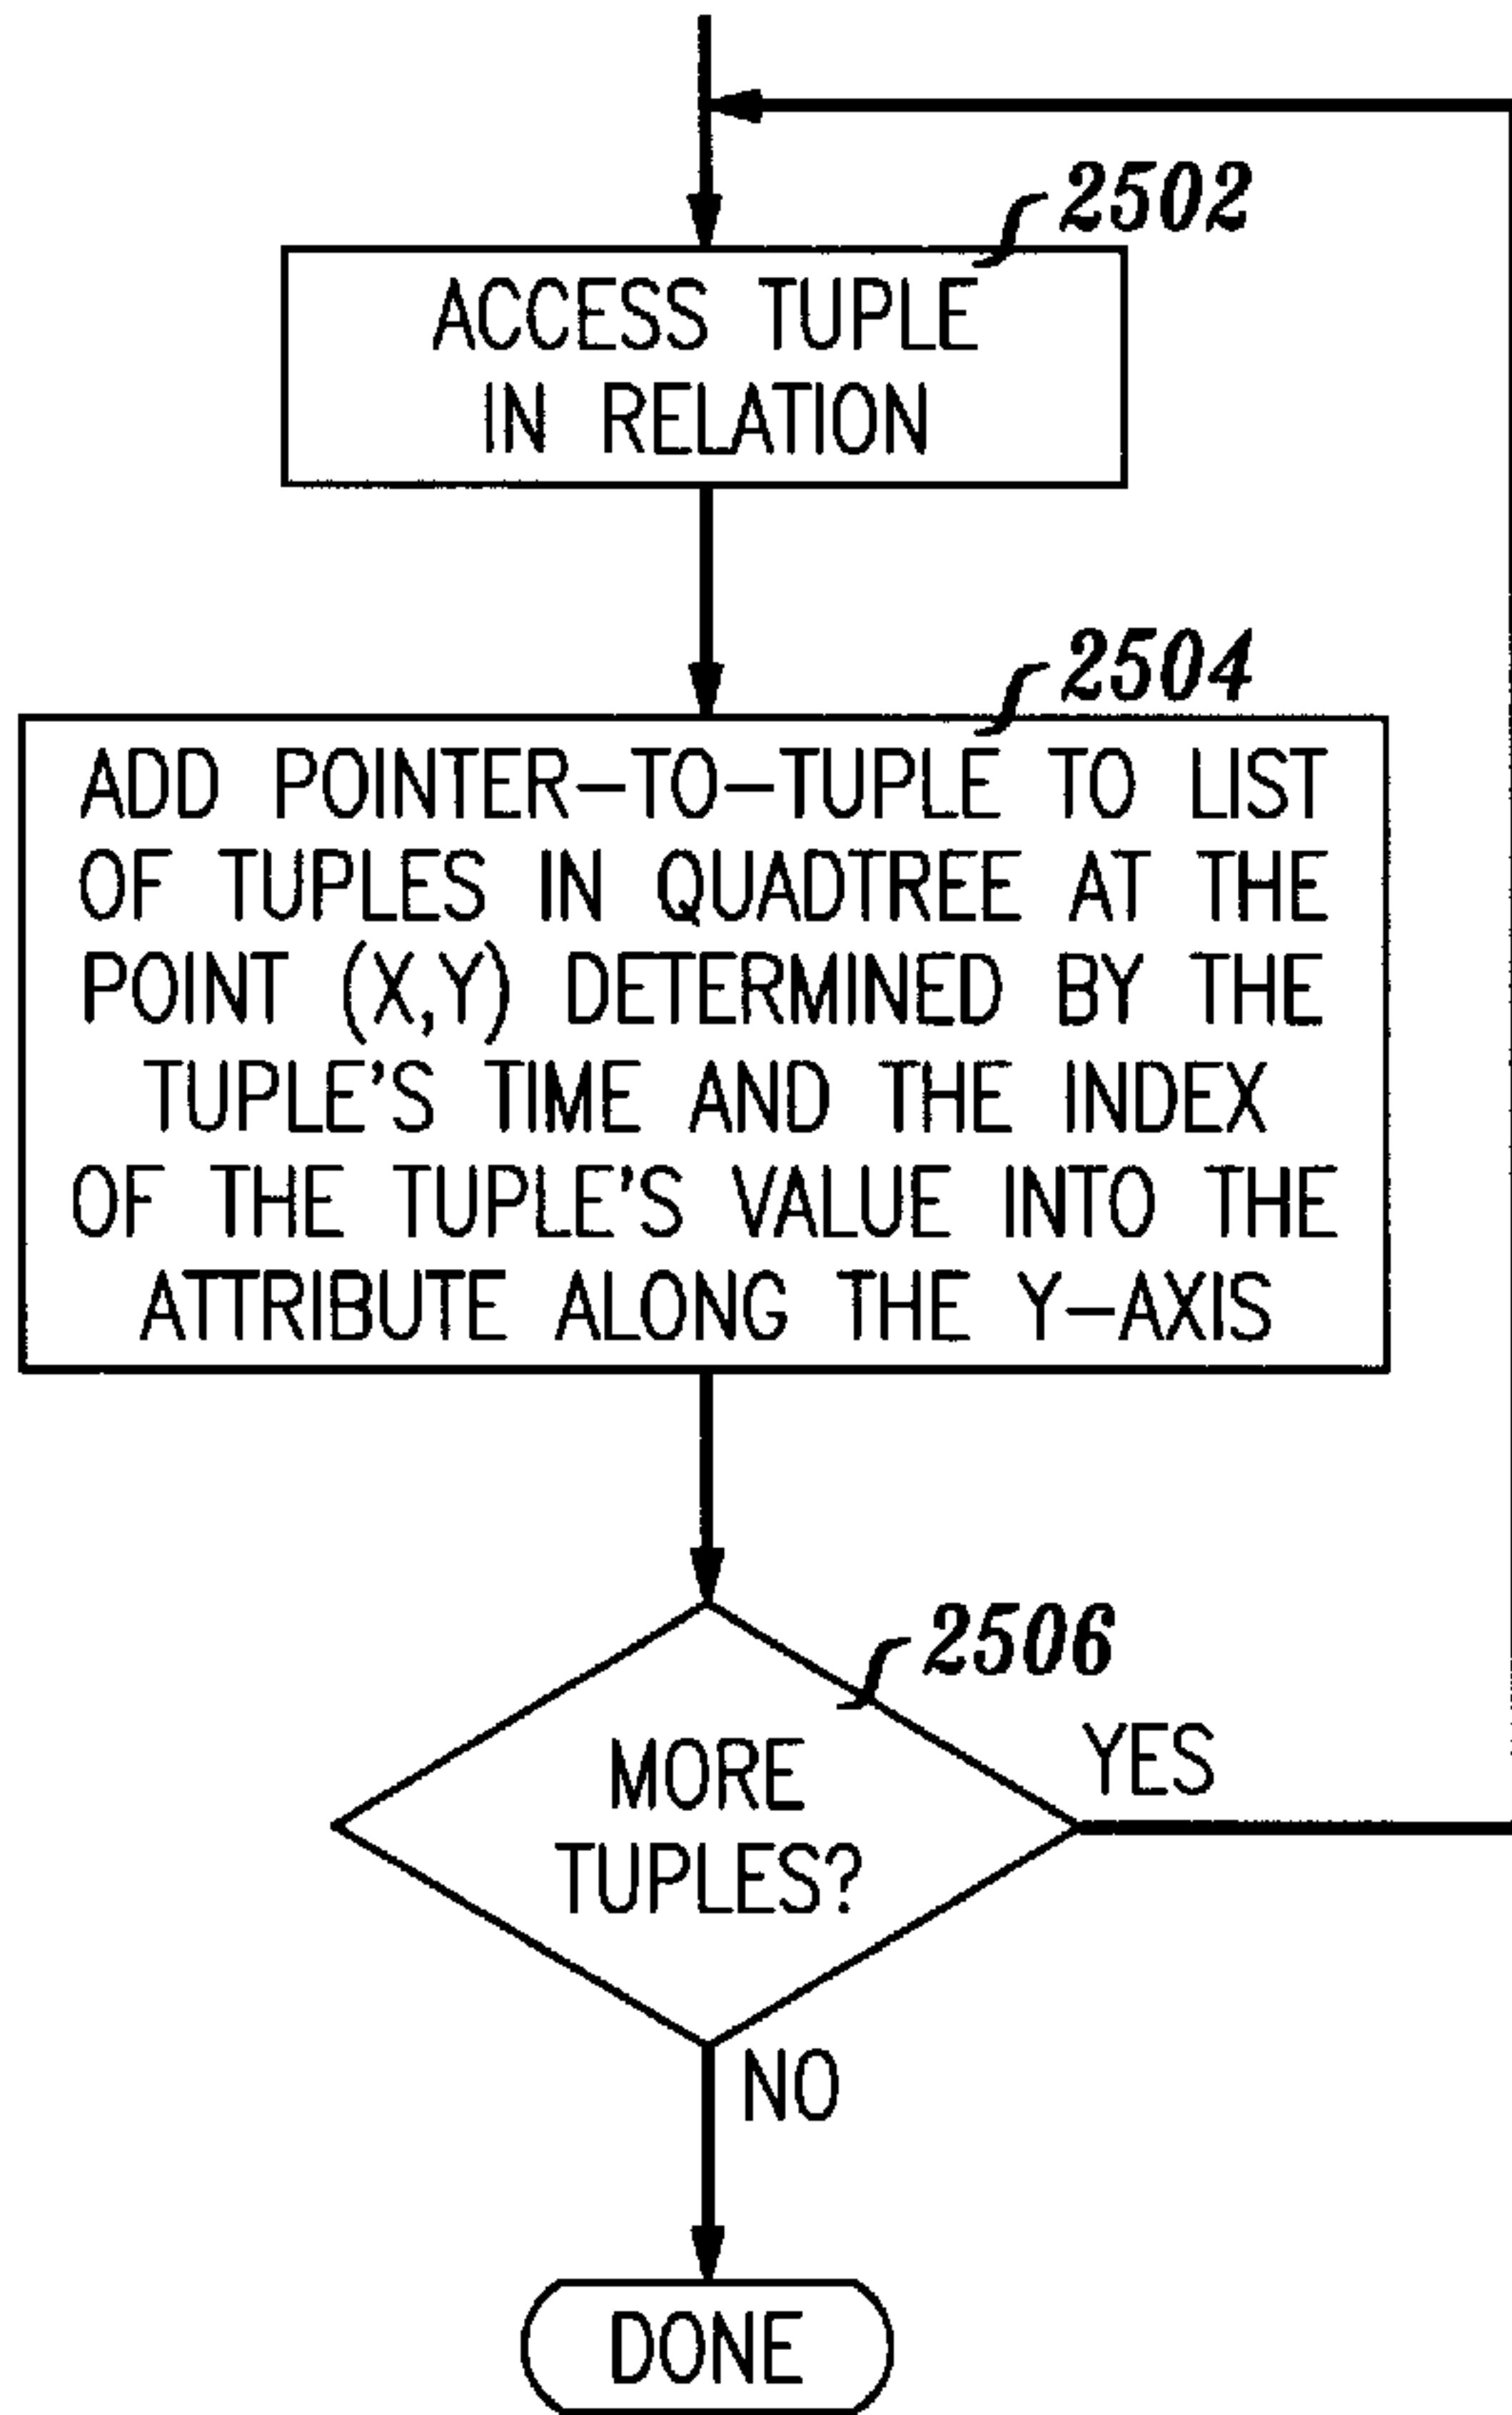 2502
ACCESS TUPLE
IN RELATION
2504
ADD POINTER-TO-TUPLE TO LIST
OF TUPLES IN QUADTREE AT THE
POINT (X,Y) DETERMINED BY THE
TUPLE'S TIME AND THE INDEX
OF THE TUPLE'S VALUE INTO THE
ATTRIBUTE ALONG THE Y-AXIS
2506
MORE
TUPLES?
YES
NO
DONE